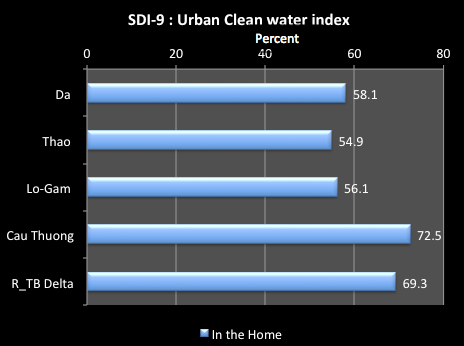 SDI-9 : Urban Clean water index
Percent
0 20 40 60 80
Da 58.1
Thao 54.9
Lo-Gam 56.1
Cau Thuong 72.5
R_TB Delta 69.3
In the Home